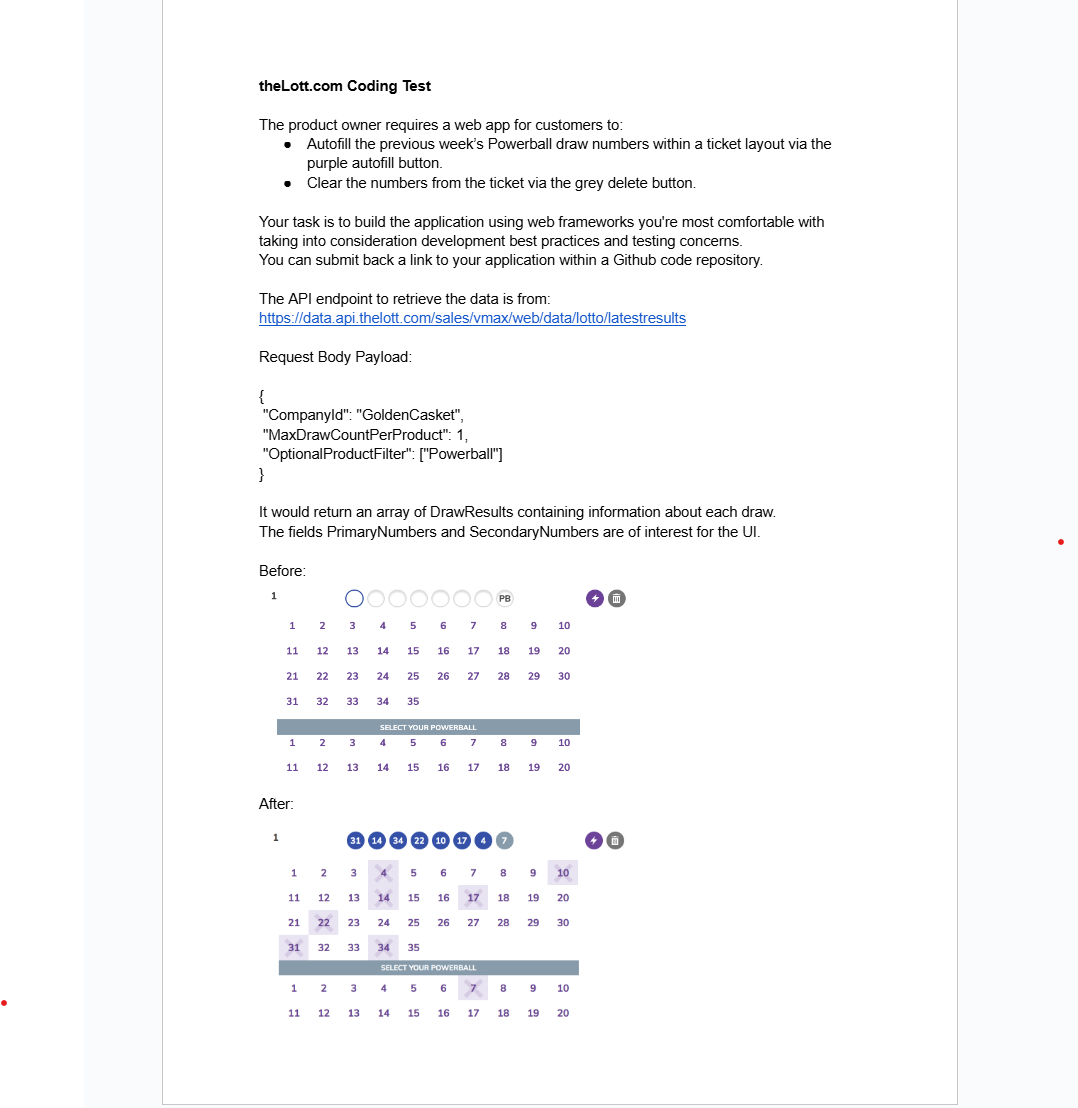 theLott.com Coding Test
The product owner requires a web app for customers to:
● Autofill the previous week's Powerball draw numbers within a ticket layout via the
purple autofill button.
● Clear the numbers from the ticket via the grey delete button.
Your task is to build the application using web frameworks you're most comfortable with
taking into consideration development best practices and testing concerns.
You can submit back a link to your application within a Github code repository.
The API endpoint to retrieve the data is from:
https://data.api.thelott.com/sales/vmax/web/data/lotto/latestresults
Request Body Payload:
{
"CompanyId": "GoldenCasket",
"MaxDrawCountPerProduct": 1,
"OptionalProductFilter": ["Powerball"]
}
It would return an array of DrawResults containing information about each draw.
The fields PrimaryNumbers and SecondaryNumbers are of interest for the UI.
Before:
1 PB
1 2 3 4 5 6 7 8 9 10
11 12 13 14 15 16 17 18 19 20
21 22 23 24 25 26 27 28 29 30
31 32 33 34 35
SELECT YOUR POWERBALL
1 2 3 4 5 6 7 8 9 10
11 12 13 14 15 16 17 18 19 20
After:
1 31 14 34 22 10 17 4 7
1 2 3 4 5 6 7 8 9 10
11 12 13 14 15 16 17 18 19 20
21 22 23 24 25 26 27 28 29 30
31 32 33 34 35
SELECT YOUR POWERBALL
1 2 3 4 5 6 7 8 9 10
11 12 13 14 15 16 17 18 19 20